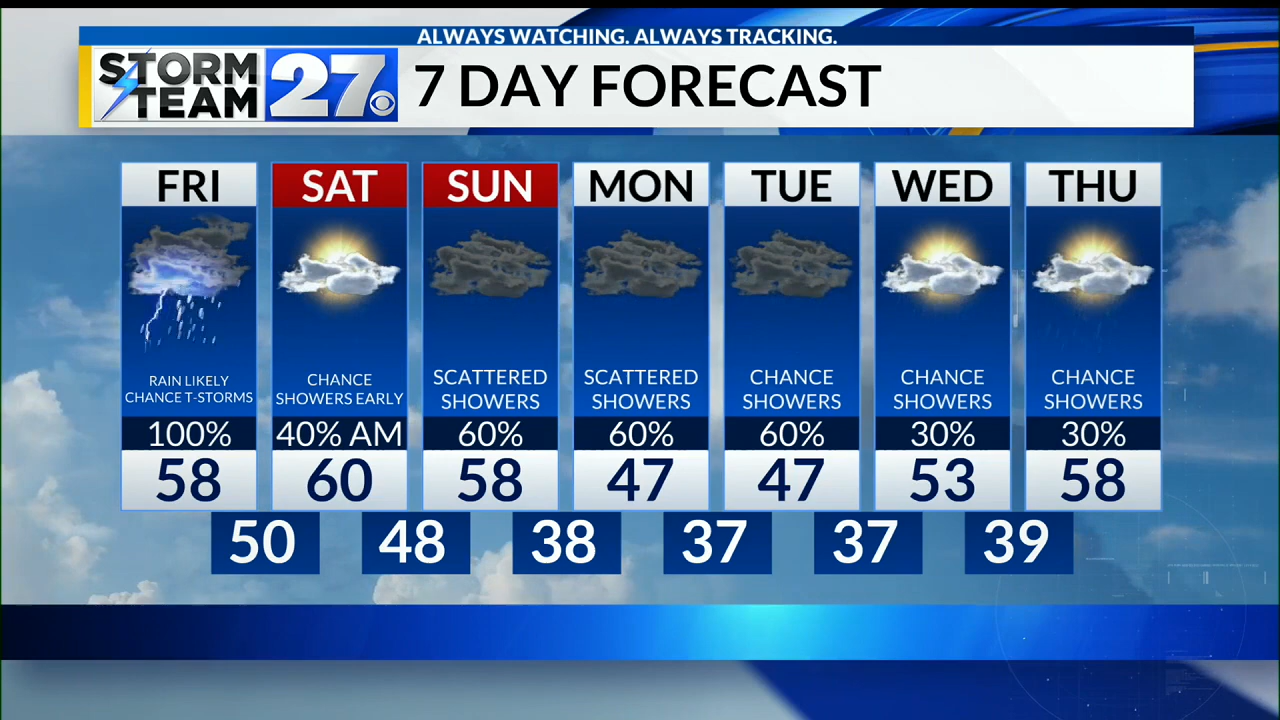 ALWAYS WATCHING. ALWAYS TRACKING.
STORM
TEAM
27
7 DAY FORECAST
FRI
SAT
SUN
MON
TUE
WED
THU
RAIN LIKELY
CHANCE T-STORMS
CHANCE
SHOWERS EARLY
SCATTERED
SHOWERS
SCATTERED
SHOWERS
CHANCE
SHOWERS
CHANCE
SHOWERS
CHANCE
SHOWERS
100%
40% AM
60%
60%
60%
30%
30%
58
60
58
47
47
53
58
50
48
38
37
37
39